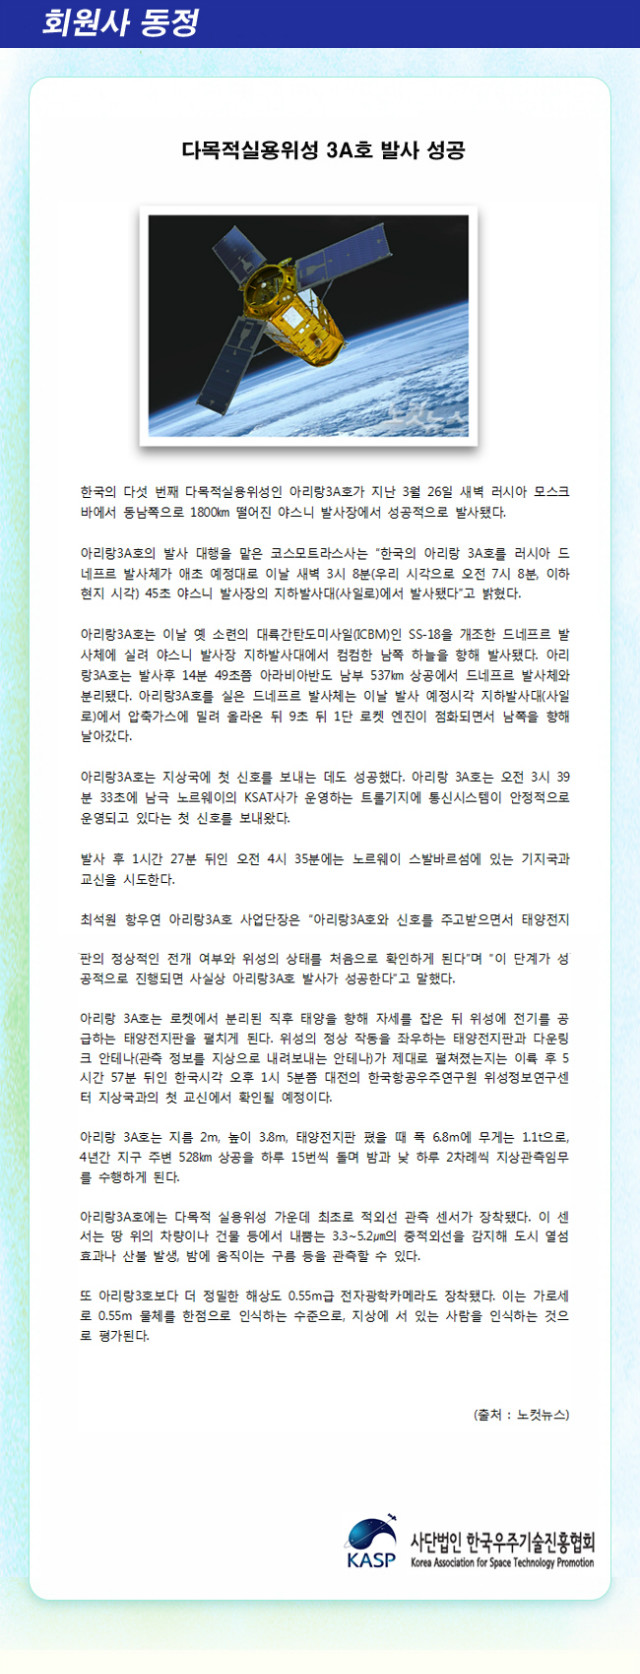 회원사 동정
다목적실용위성 3A호 발사 성공
노컷뉴스
한국의 다섯 번째 다목적실용위성인 아리랑3A호가 지난 3월 26일 새벽 러시아 모스크
바에서 동남쪽으로 1800㎞ 떨어진 야스니 발사장에서 성공적으로 발사됐다.
아리랑3A호의 발사 대행을 맡은 코스모트라스사는 "한국의 아리랑 3A호를 러시아 드
네프르 발사체가 애초 예정대로 이날 새벽 3시 8분(우리 시각으로 오전 7시 8분, 이하
현지 시각) 45초 야스니 발사장의 지하발사대(사일로)에서 발사됐다"고 밝혔다.
아리랑3A호는 이날 옛 소련의 대륙간탄도미사일(ICBM)인 SS-18을 개조한 드네프르 발
사체에 실려 야스니 발사장 지하발사대에서 컴컴한 남쪽 하늘을 향해 발사됐다. 아리
랑3A호는 발사후 14분 49초쯤 아라비아반도 남부 537㎞ 상공에서 드네프르 발사체와
분리됐다. 아리랑3A호를 실은 드네프르 발사체는 이날 발사 예정시각 지하발사대(사일
로)에서 압축가스에 밀려 올라온 뒤 9초 뒤 1단 로켓 엔진이 점화되면서 남쪽을 향해
날아갔다.
아리랑3A호는 지상국에 첫 신호를 보내는 데도 성공했다. 아리랑 3A호는 오전 3시 39
분 33초에 남극 노르웨이의 KSAT사가 운영하는 트롤기지에 통신시스템이 안정적으로
운영되고 있다는 첫 신호를 보내왔다.
발사 후 1시간 27분 뒤인 오전 4시 35분에는 노르웨이 스발바르섬에 있는 기지국과
교신을 시도한다.
최석원 항우연 아리랑3A호 사업단장은 "아리랑3A호와 신호를 주고받으면서 태양전지
판의 정상적인 전개 여부와 위성의 상태를 처음으로 확인하게 된다"며 "이 단계가 성
공적으로 진행되면 사실상 아리랑3A호 발사가 성공한다"고 말했다.
아리랑 3A호는 로켓에서 분리된 직후 태양을 향해 자세를 잡은 뒤 위성에 전기를 공
급하는 태양전지판을 펼치게 된다. 위성의 정상 작동을 좌우하는 태양전지판과 다운링
크 안테나(관측 정보를 지상으로 내려보내는 안테나)가 제대로 펼쳐졌는지는 이륙 후 5
시간 57분 뒤인 한국시각 오후 1시 5분쯤 대전의 한국항공우주연구원 위성정보연구센
터 지상국과의 첫 교신에서 확인될 예정이다.
아리랑 3A호는 지름 2m, 높이 3.8m, 태양전지판 폈을 때 폭 6.8m에 무게는 1.1t으로,
4년간 지구 주변 528㎞ 상공을 하루 15번씩 돌며 밤과 낮 하루 2차례씩 지상관측임무
를 수행하게 된다.
아리랑3A호에는 다목적 실용위성 가운데 최초로 적외선 관측 센서가 장착됐다. 이 센
서는 땅 위의 차량이나 건물 등에서 내뿜는 3.3~5.2㎛의 중적외선을 감지해 도시 열섬
효과나 산불 발생, 밤에 움직이는 구름 등을 관측할 수 있다.
또 아리랑3호보다 더 정밀한 해상도 0.55m급 전자광학카메라도 장착됐다. 이는 가로세
로 0.55m 물체를 한점으로 인식하는 수준으로, 지상에 서 있는 사람을 인식하는 것으
로 평가된다.
(출처 : 노컷뉴스)
KASP
사단법인 한국우주기술진흥협회
Korea Association for Space Technology Promotion